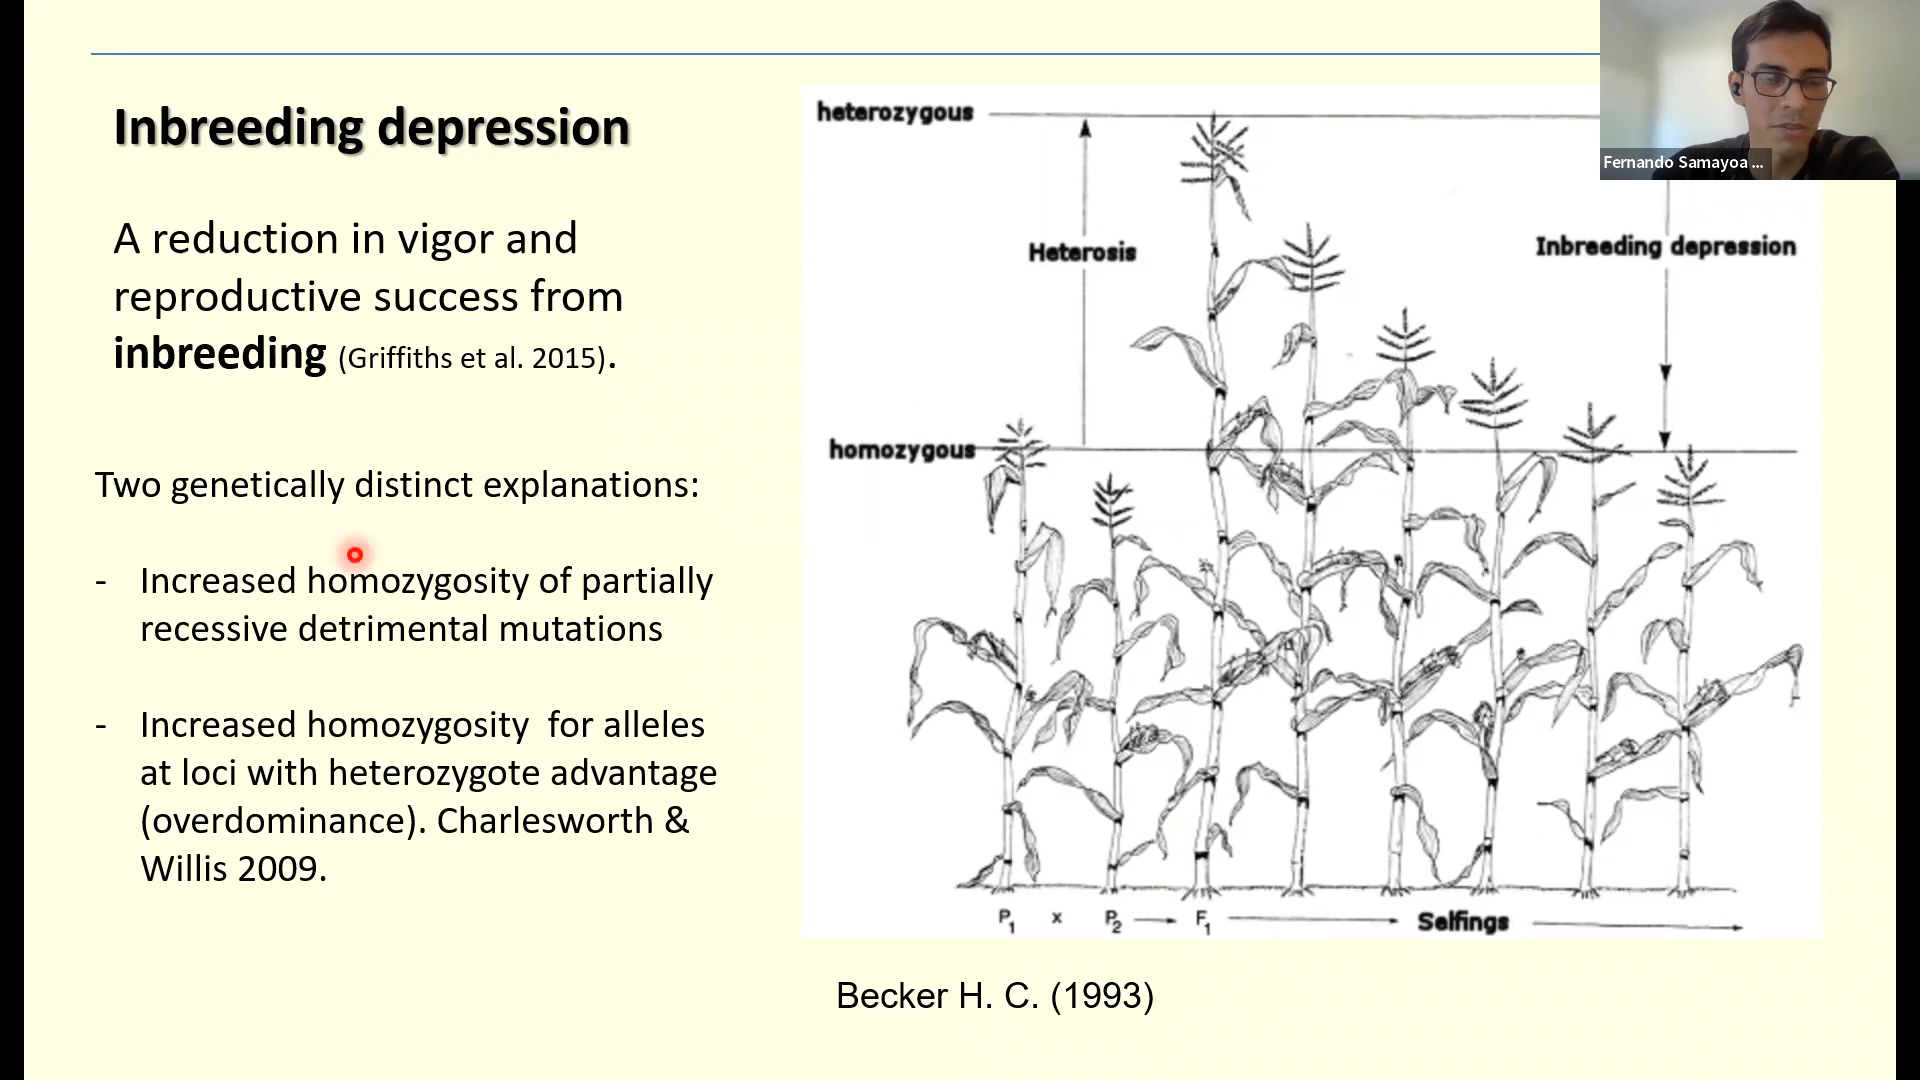 Inbreeding depression
A reduction in vigor and
reproductive success from
inbreeding (Griffiths et al. 2015).
Two genetically distinct explanations:
- Increased homozygosity of partially
recessive detrimental mutations
- Increased homozygosity for alleles
at loci with heterozygote advantage
(overdominance). Charlesworth &
Willis 2009.
heterozygous
Heterosis
Inbreeding depression
homozygous
P1 x P2 F1 Selfings
Becker H. C. (1993)
Fernando Samayoa ...